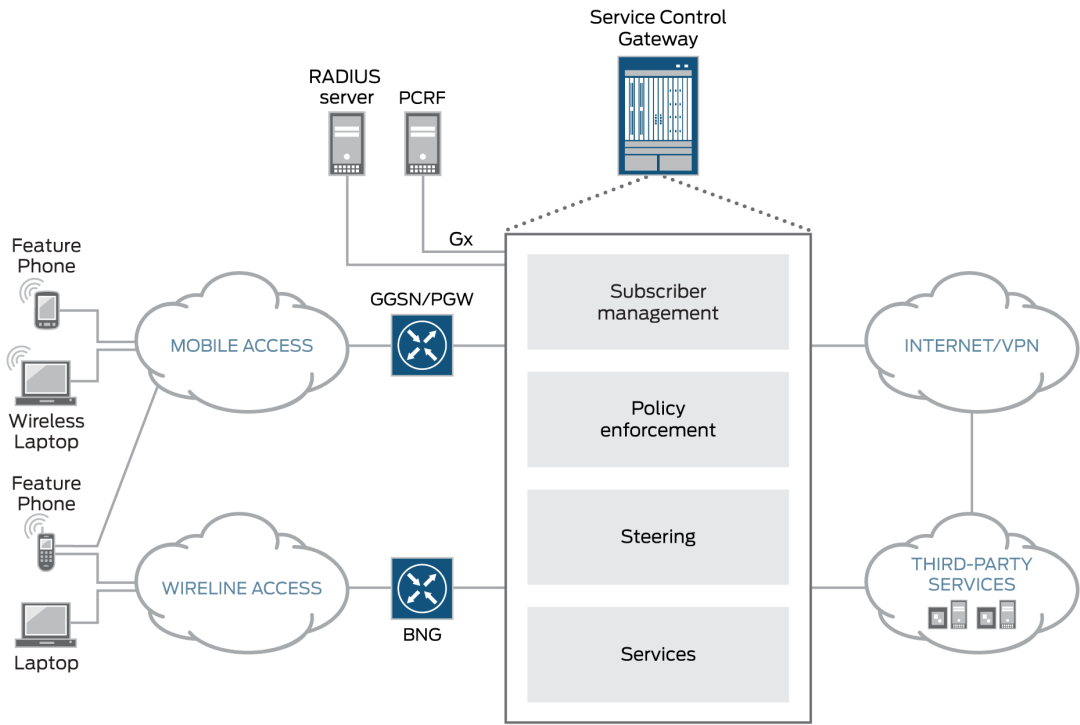 Service Control
Gateway
RADIUS
server
PCRF
Gx
Feature
Phone
GGSN/PGW
MOBILE ACCESS
Wireless
Laptop
Feature
Phone
WIRELINE ACCESS
BNG
Laptop
Subscriber
management
Policy
enforcement
Steering
Services
INTERNET/VPN
THIRD-PARTY
SERVICES